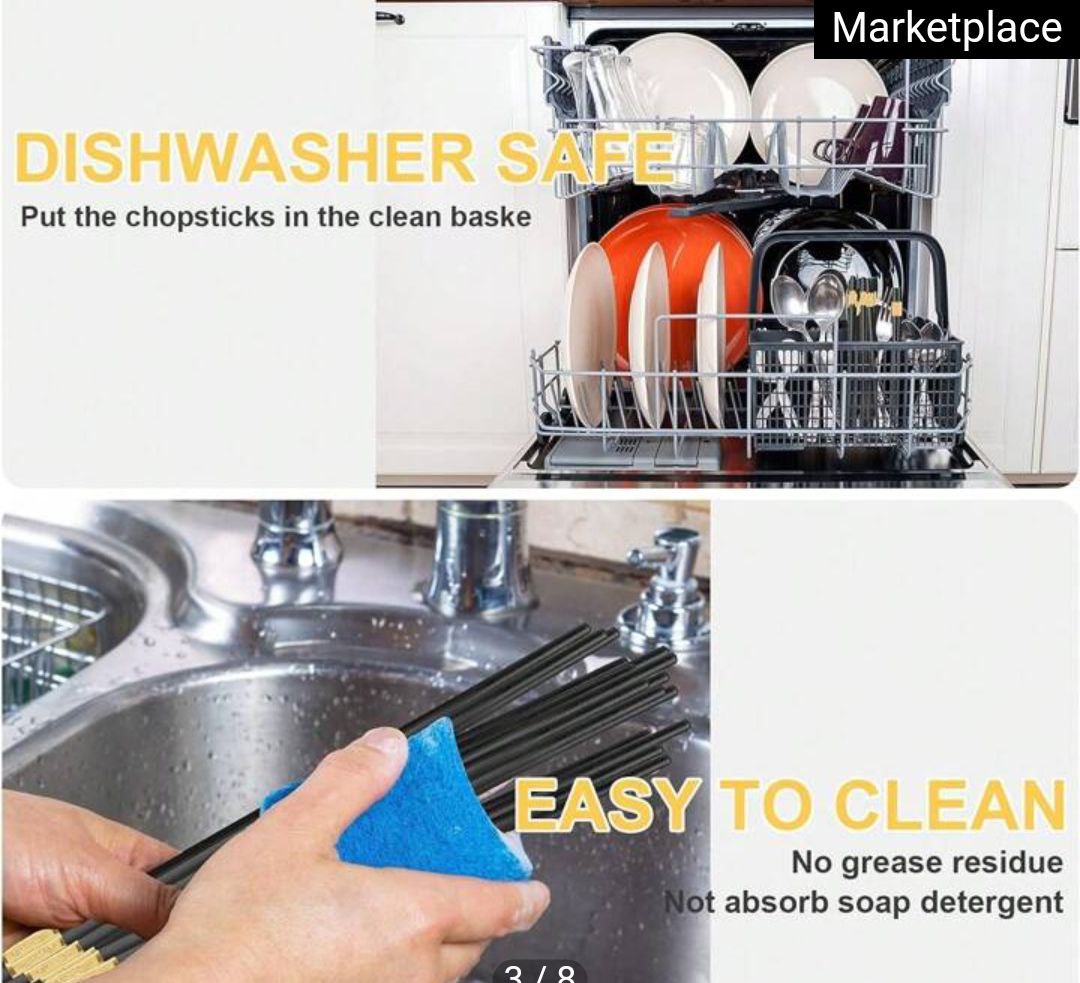 Marketplace
DISHWASHER SAFE
Put the chopsticks in the clean baske
EASY TO CLEAN
No grease residue
Not absorb soap detergent
3 / 8